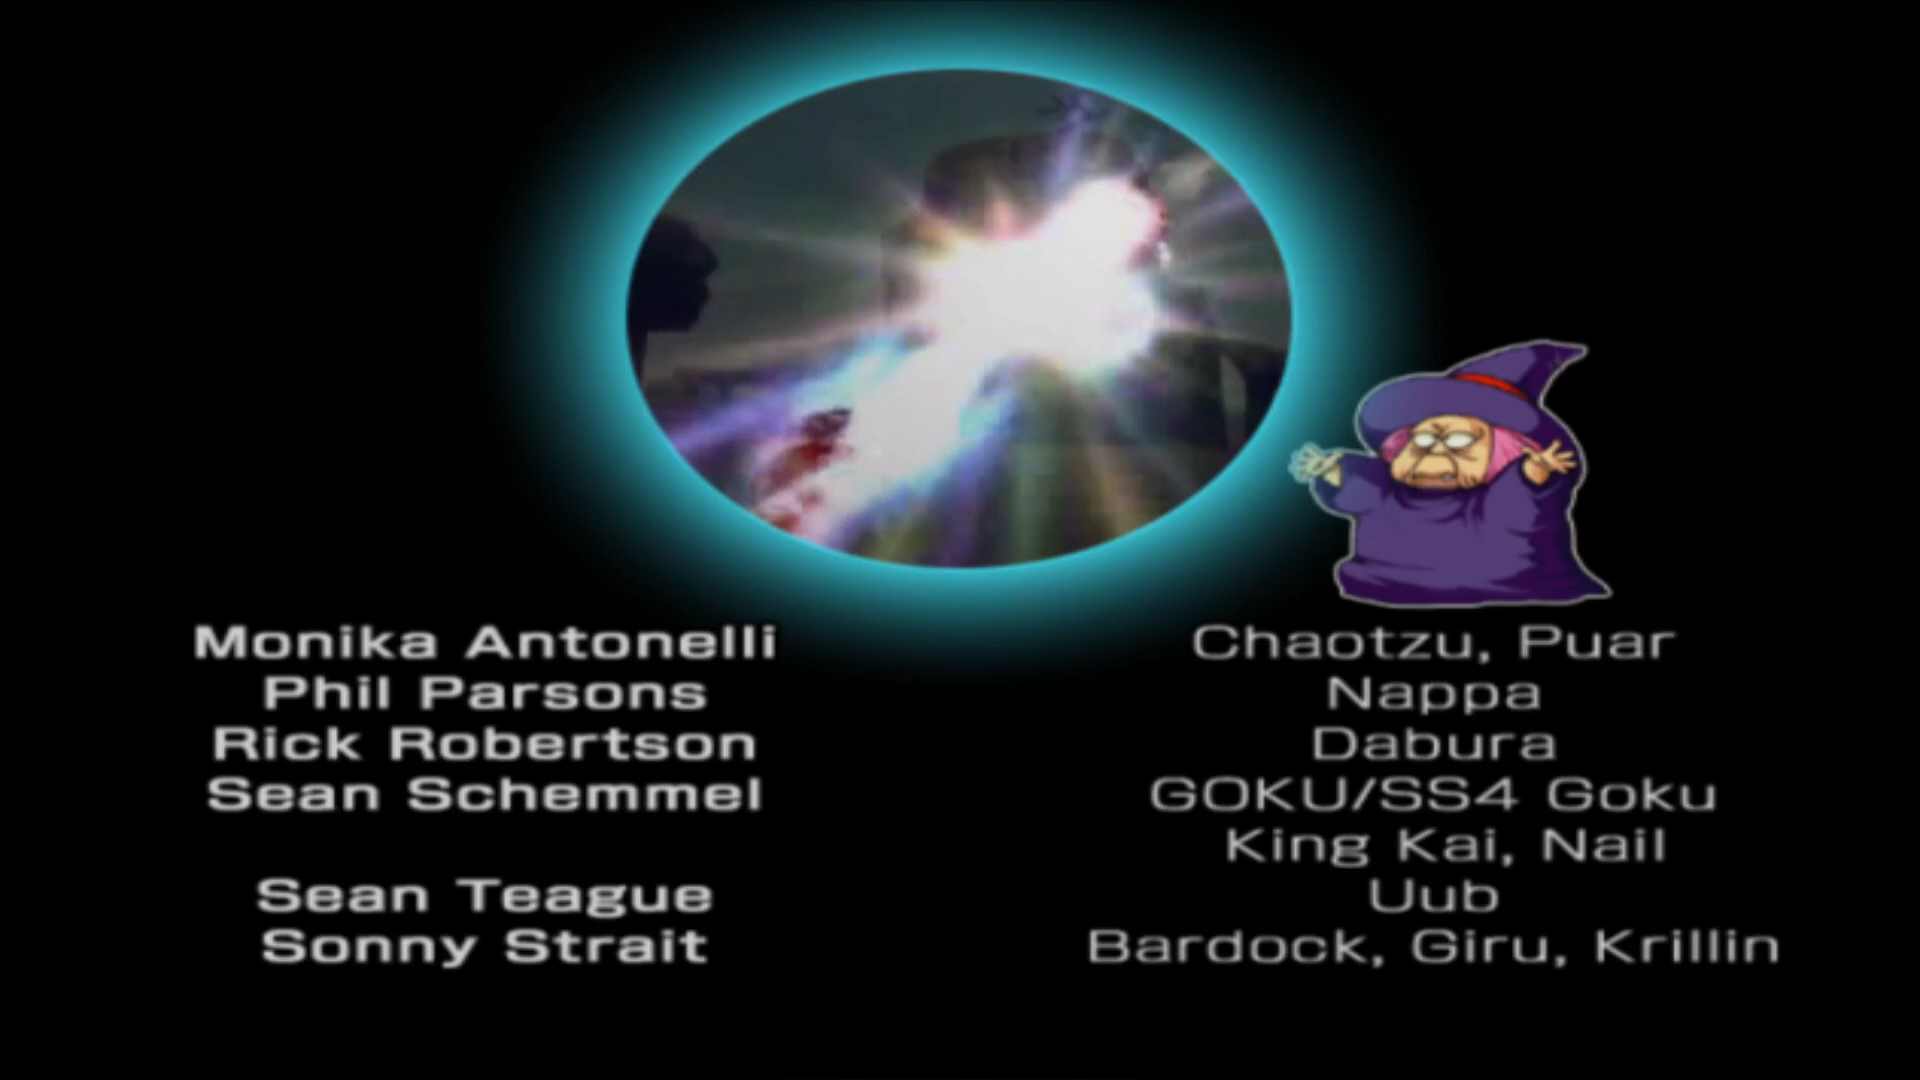 Monika Antonelli Chaotzu, Puar
Phil Parsons Nappa
Rick Robertson Dabura
Sean Schemmel GOKU/SS4 Goku
King Kai, Nail
Sean Teague Uub
Sonny Strait Bardock, Giru, Krillin